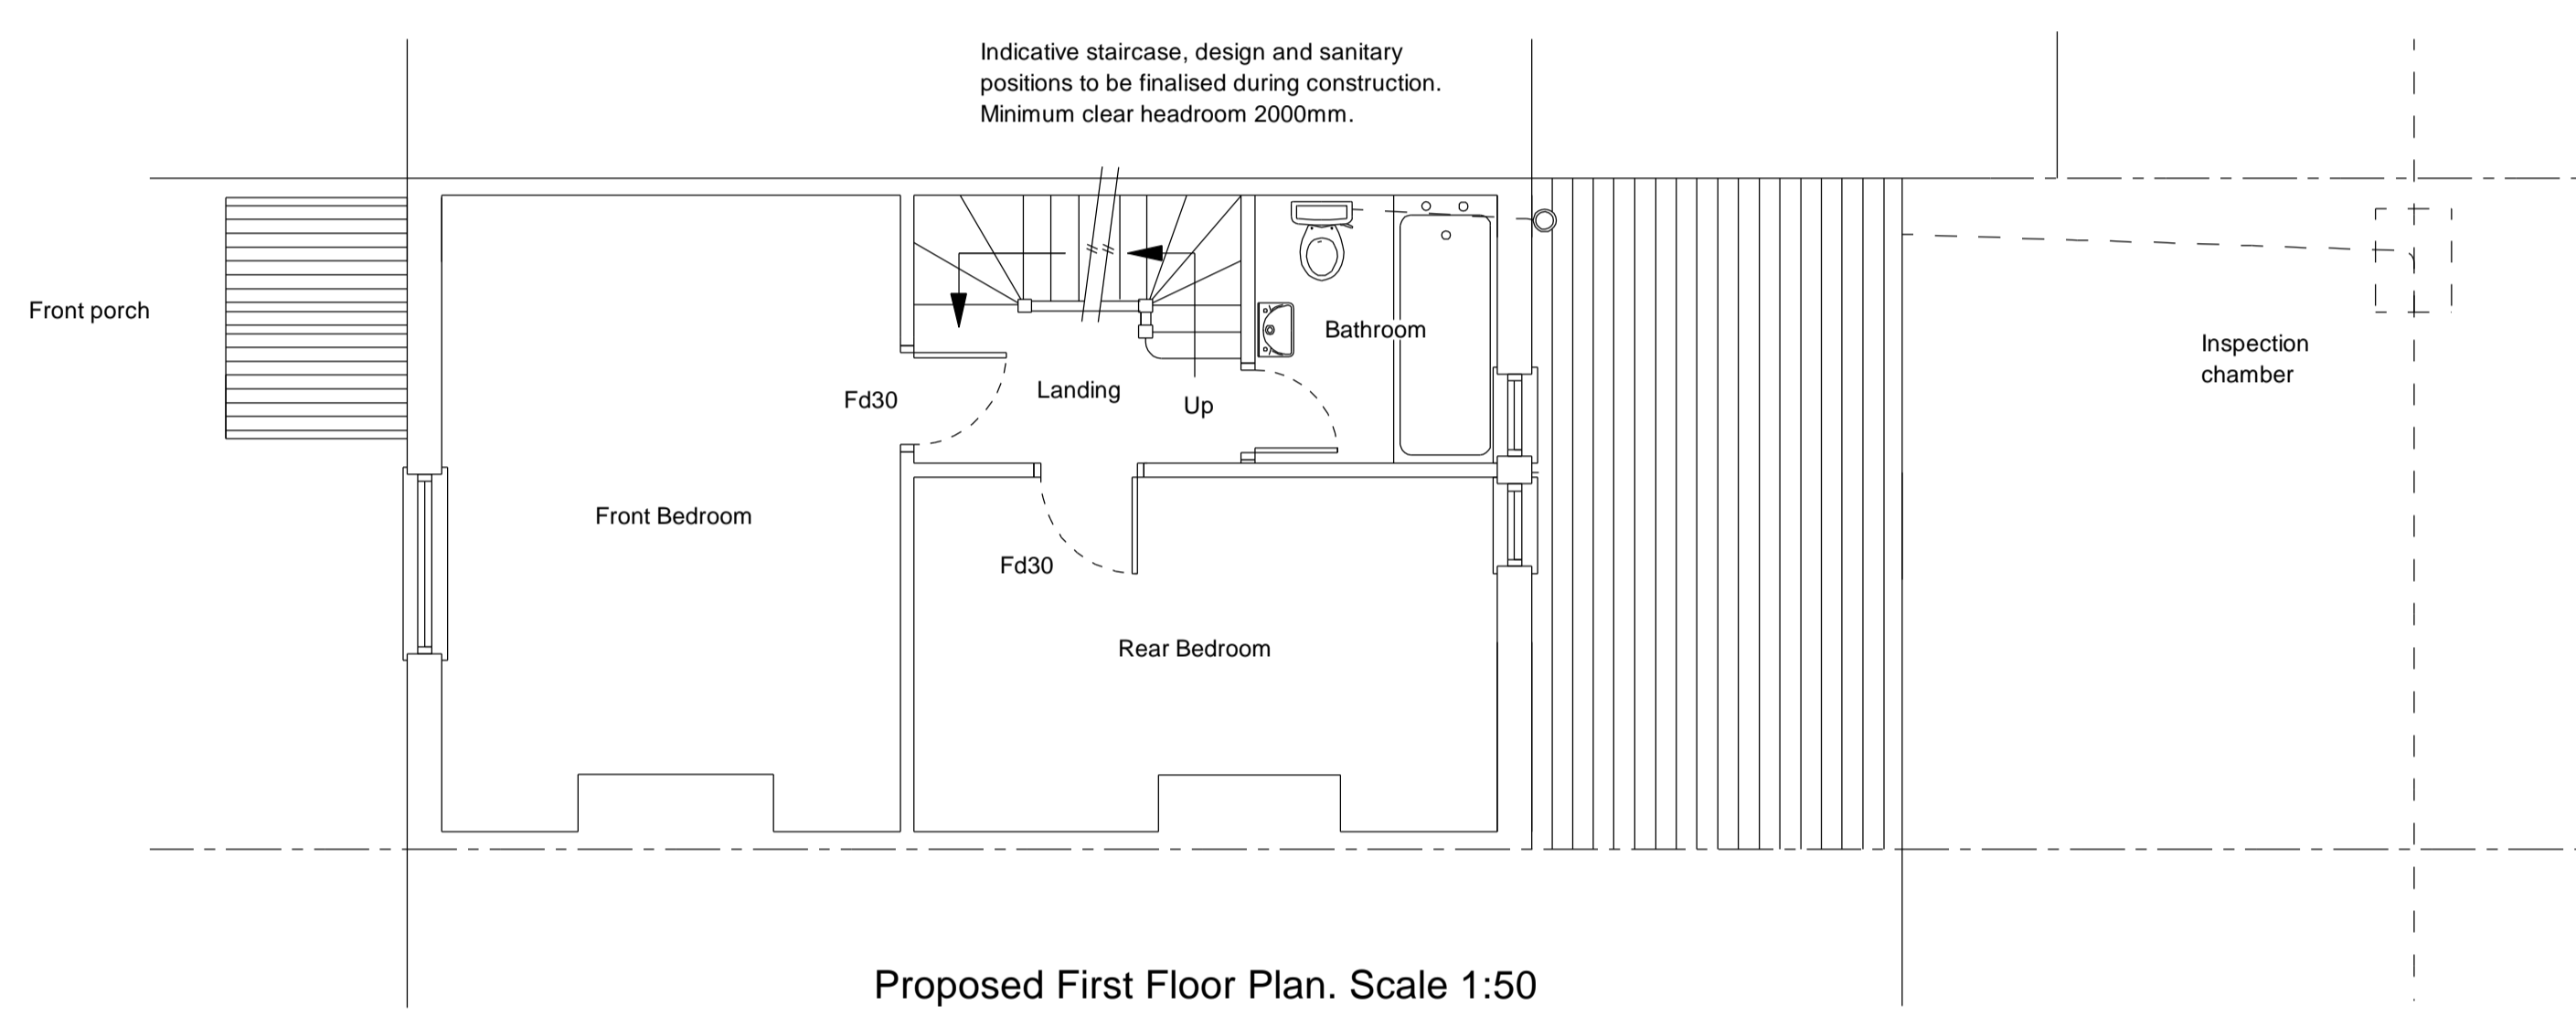 Indicative staircase, design and sanitary
positions to be finalised during construction.
Minimum clear headroom 2000mm.
Front porch
Bathroom
Inspection
chamber
Landing
Fd30
Up
Front Bedroom
Fd30
Rear Bedroom
Proposed First Floor Plan. Scale 1:50